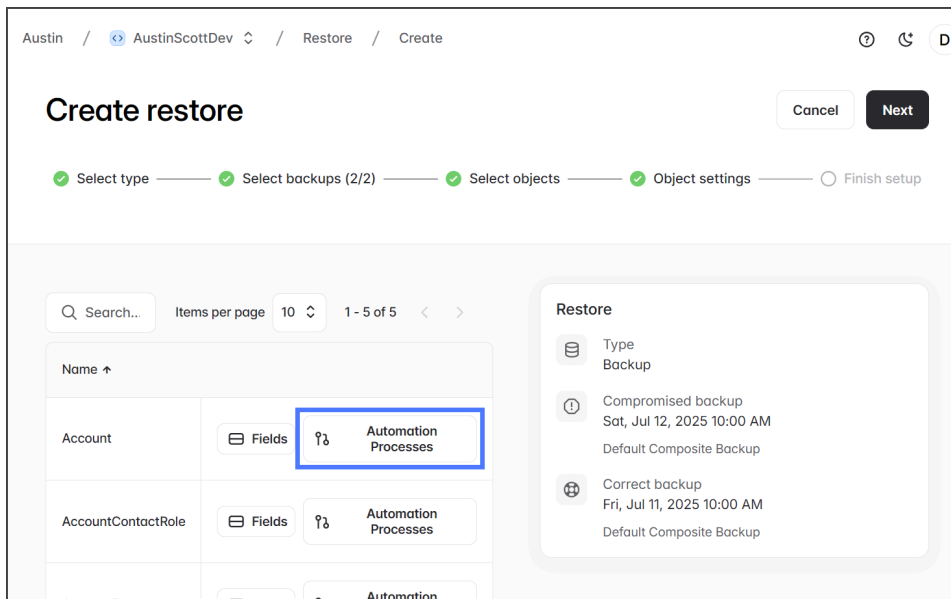 Austin / AustinScottDev / Restore / Create
D
Create restore
Cancel
Next
Select type
Select backups (2/2)
Select objects
Object settings
Finish setup
Search...
Items per page
10
1 - 5 of 5
Name
Account
Fields
Automation
Processes
AccountContactRole
Fields
Automation
Processes
Automation
Restore
Type
Backup
Compromised backup
Sat, Jul 12, 2025 10:00 AM
Default Composite Backup
Correct backup
Fri, Jul 11, 2025 10:00 AM
Default Composite Backup